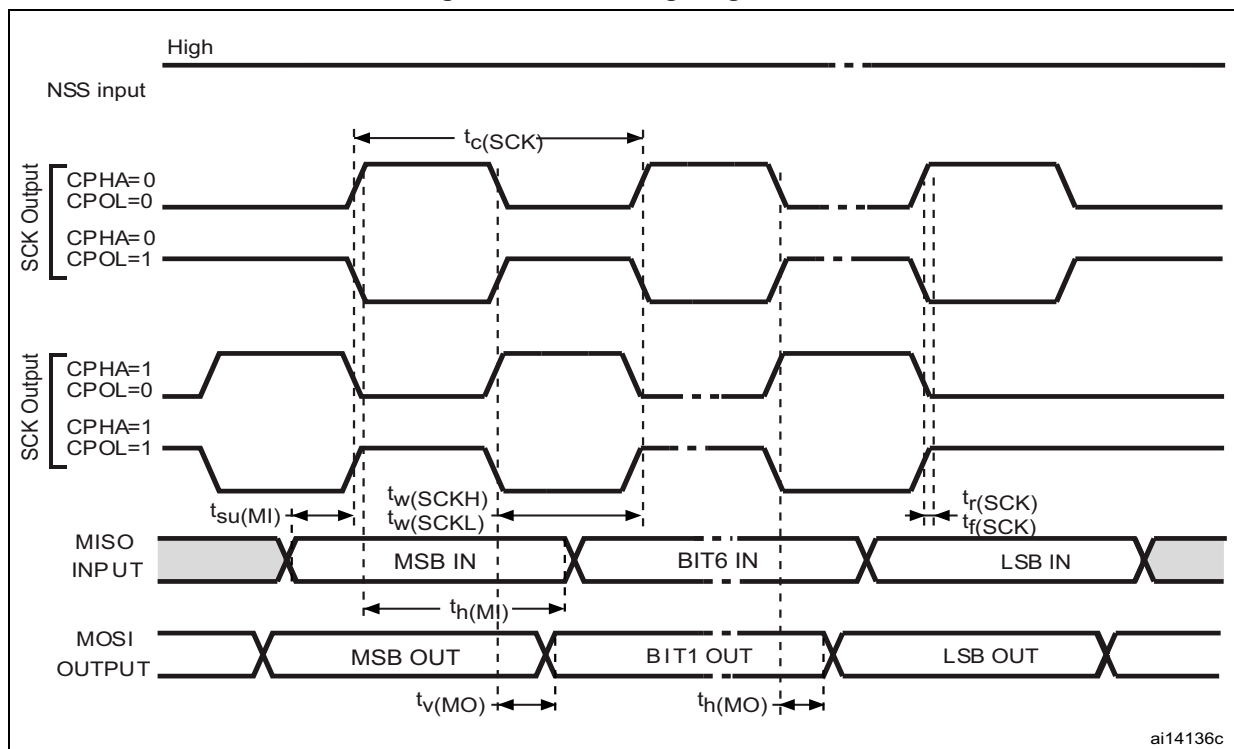 High
NSS input
tc(SCK)
SCK Output
CPHA=0
CPOL=0
CPHA=0
CPOL=1
SCK Output
CPHA=1
CPOL=0
CPHA=1
CPOL=1
tsu(MI)
tw(SCKH)
tw(SCKL)
tr(SCK)
tf(SCK)
MISO
INPUT
MSB IN
BIT6 IN
LSB IN
th(MI)
MOSI
OUTPUT
MSB OUT
BIT1 OUT
LSB OUT
tv(MO)
th(MO)
ai14136c